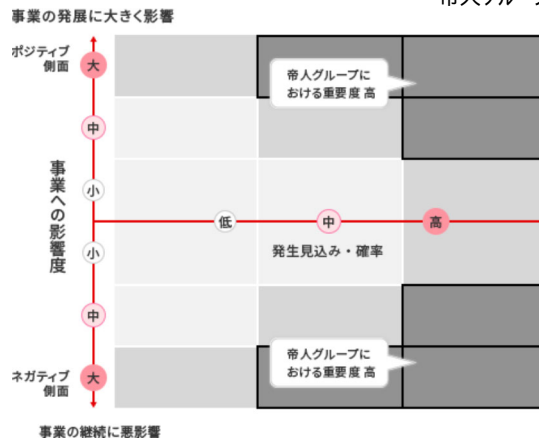 事業の発展に大きく影響
ポジティブ
側面
大
帝人グループに
おける重要度 高
中
事業への影響度
小
低
中
高
小
発生見込み・確率
中
帝人グループに
おける重要度 高
ネガティブ
側面
大
事業の継続に悪影響